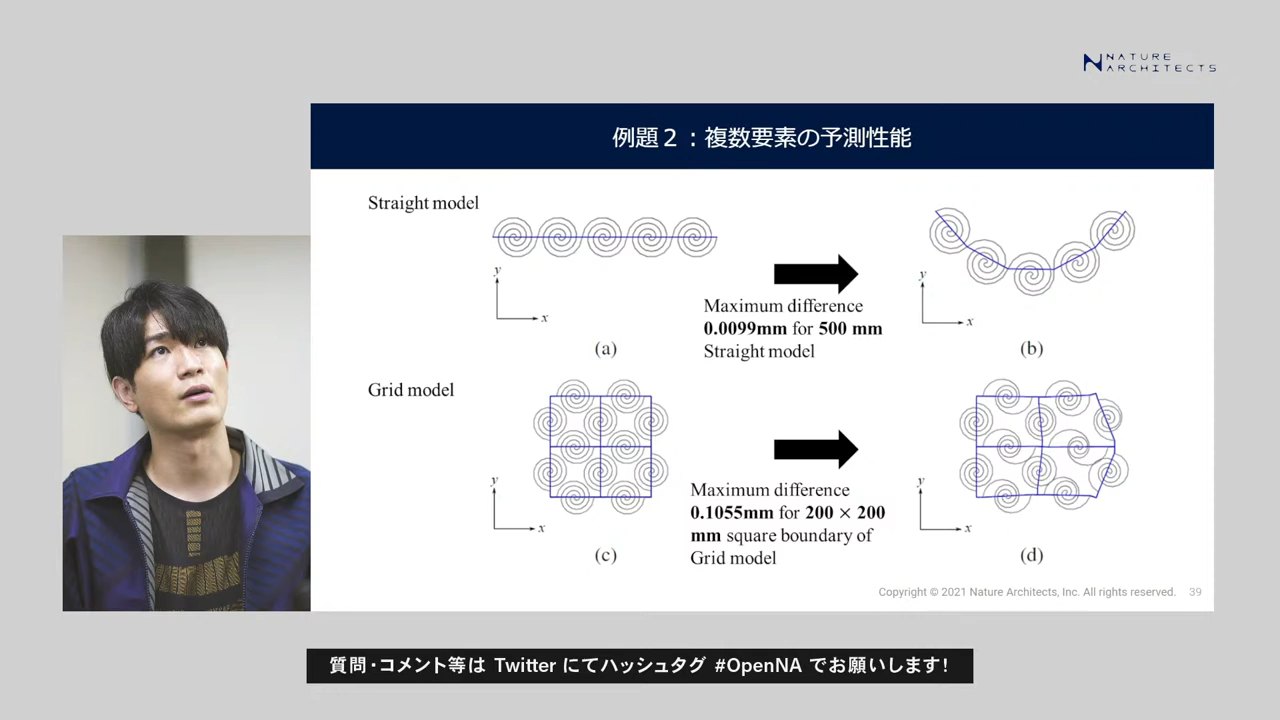 NATURE
ARCHITECTS
例題２：複数要素の予測性能
Straight model
y
x
(a)
Maximum difference
0.0099mm for 500 mm
Straight model
y
x
(b)
Grid model
y
x
(c)
Maximum difference
0.1055mm for 200 × 200
mm square boundary of
Grid model
y
x
(d)
Copyright © 2021 Nature Architects, Inc. All rights reserved. 39
質問・コメント等は Twitter にてハッシュタグ #OpenNA でお願いします！